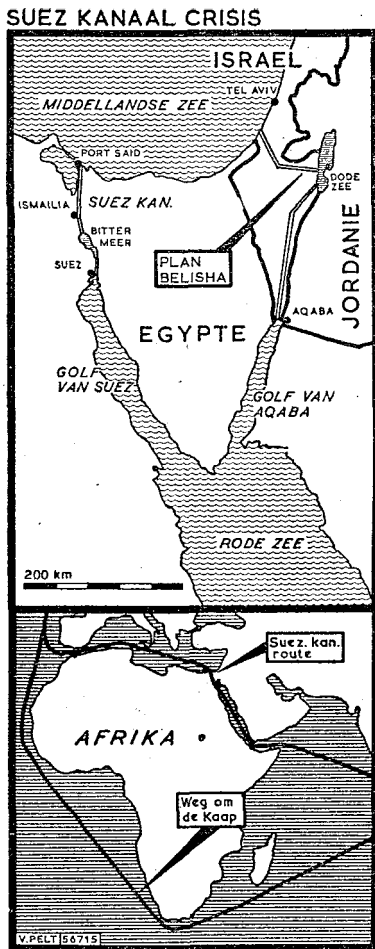 SUEZ KANAAL CRISIS
ISRAEL
TEL AVIV
MIDDELLANDSE ZEE
PORT SAID
DODE
ZEE
SUEZ KAN.
ISMAILIA
BITTER
MEER
SUEZ
PLAN
BELISHA
JORDANIE
AQABA
EGYPTE
GOLF
VAN SUEZ
GOLF VAN
AQABA
RODE ZEE
200 km
Suez. kan.
route
AFRIKA
Weg om
de Kaap
V.PELT 56715